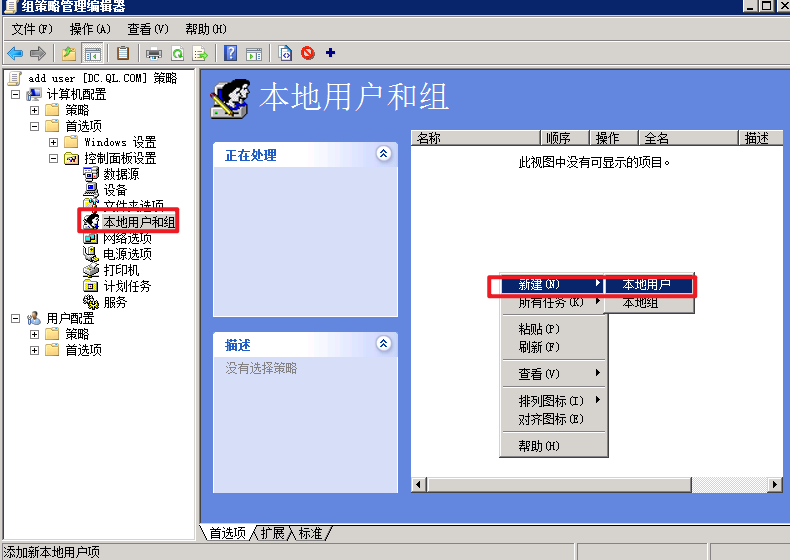 组策略管理编辑器
文件(F) 操作(A) 查看(V) 帮助(H)
add user [DC.QL.COM] 策略
计算机配置
策略
首选项
Windows 设置
控制面板设置
数据源
设备
文件夹选项
本地用户和组
网络选项
电源选项
打印机
计划任务
服务
用户配置
策略
首选项
本地用户和组
正在处理
描述
没有选择策略
名称 顺序 操作 全名 描述
此视图中没有可显示的项目。
新建(N) 本地用户
所有任务(K) 本地组
粘贴(P)
刷新(F)
查看(V)
排列图标(I)
对齐图标(E)
帮助(H)
首选项 扩展 标准
添加新本地用户项